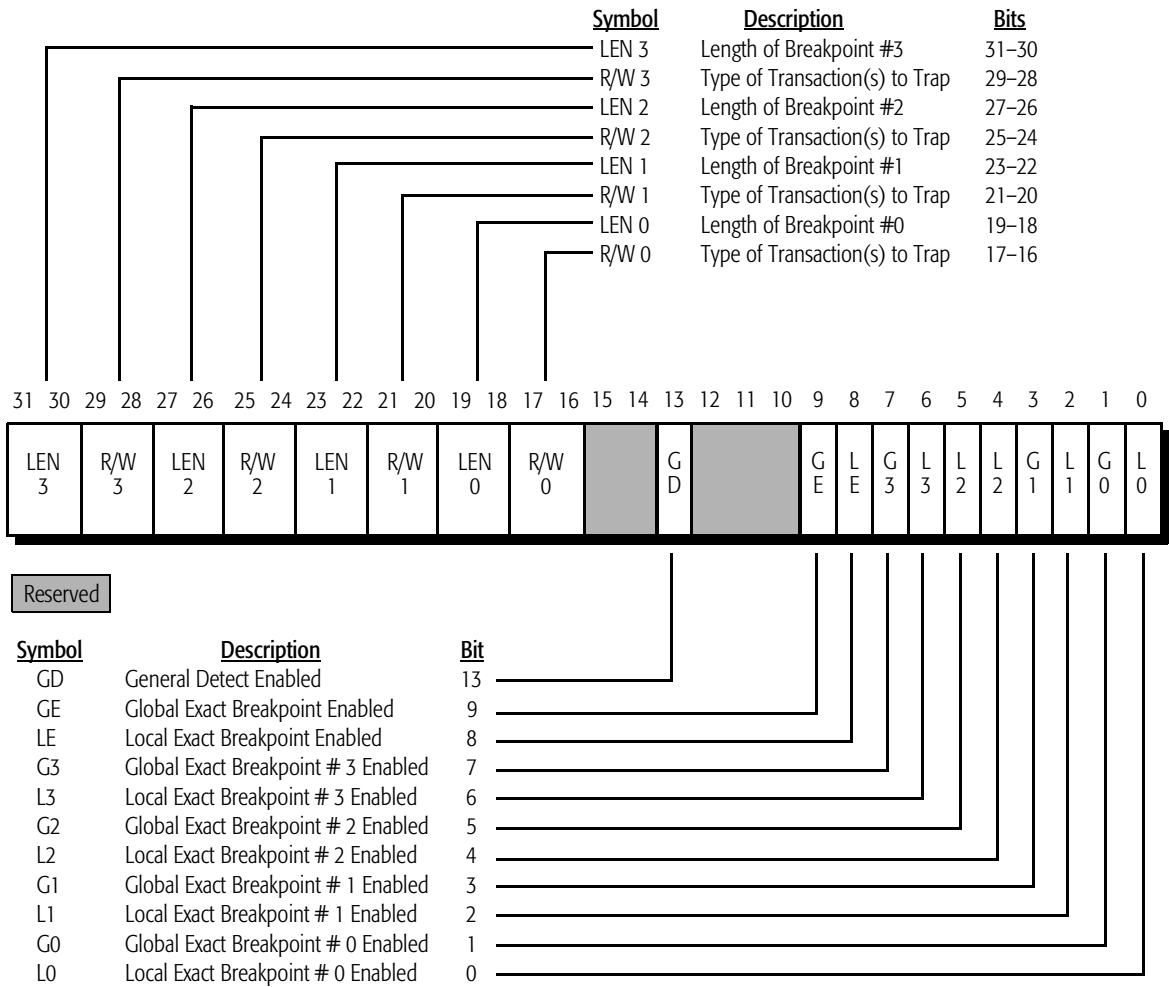 Symbol Description Bits
LEN 3 Length of Breakpoint #3 31–30
R/W 3 Type of Transaction(s) to Trap 29–28
LEN 2 Length of Breakpoint #2 27–26
R/W 2 Type of Transaction(s) to Trap 25–24
LEN 1 Length of Breakpoint #1 23–22
R/W 1 Type of Transaction(s) to Trap 21–20
LEN 0 Length of Breakpoint #0 19–18
R/W 0 Type of Transaction(s) to Trap 17–16
31 30 29 28 27 26 25 24 23 22 21 20 19 18 17 16 15 14 13 12 11 10 9 8 7 6 5 4 3 2 1 0
LEN R/W LEN R/W LEN R/W LEN R/W G G L G L L L G L G L
3 3 2 2 1 1 0 0 D E E 3 3 2 2 1 1 0 0
Reserved
Symbol Description Bit
GD General Detect Enabled 13
GE Global Exact Breakpoint Enabled 9
LE Local Exact Breakpoint Enabled 8
G3 Global Exact Breakpoint # 3 Enabled 7
L3 Local Exact Breakpoint # 3 Enabled 6
G2 Global Exact Breakpoint # 2 Enabled 5
L2 Local Exact Breakpoint # 2 Enabled 4
G1 Global Exact Breakpoint # 1 Enabled 3
L1 Local Exact Breakpoint # 1 Enabled 2
G0 Global Exact Breakpoint # 0 Enabled 1
L0 Local Exact Breakpoint # 0 Enabled 0